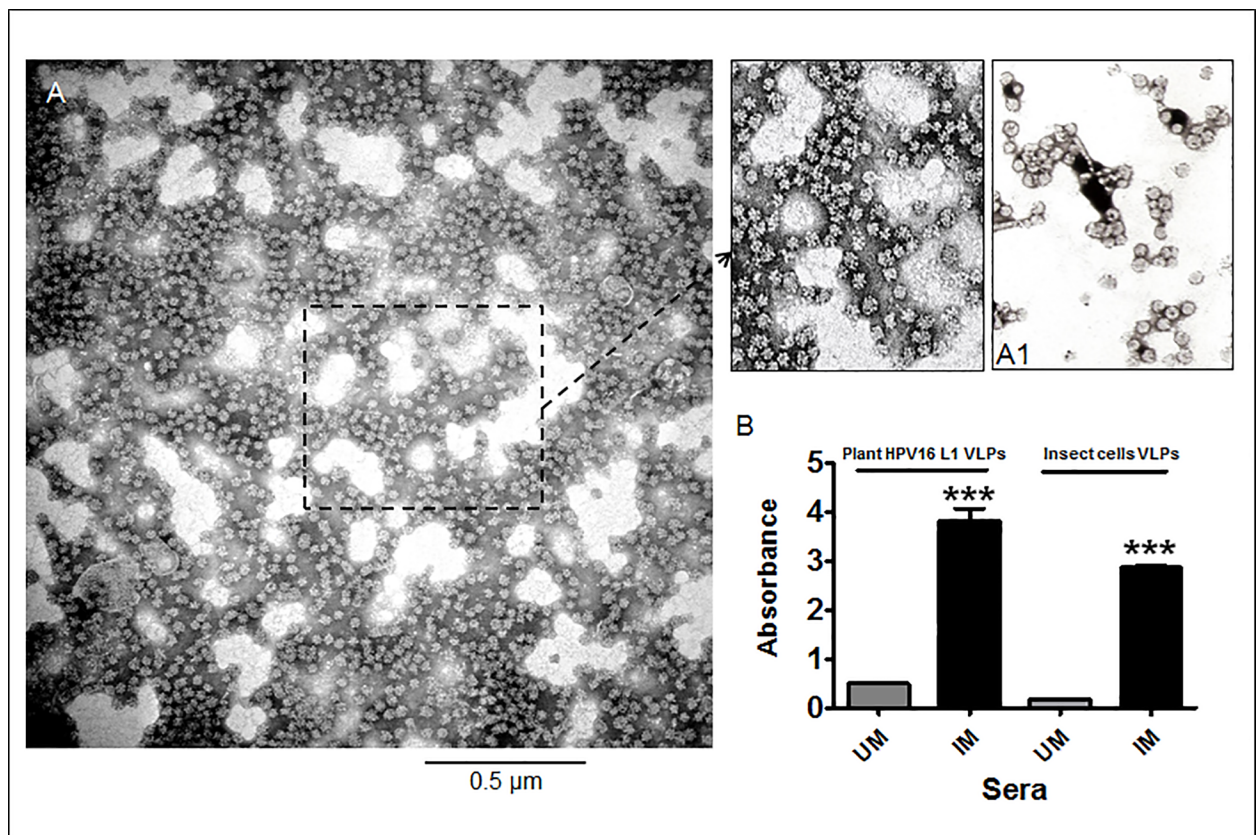 A
A1
0.5 µm
B
Plant HPV16 L1 VLPs
Insect cells VLPs
5
4
3
2
1
0
***
***
Absorbance
UM
IM
UM
IM
Sera